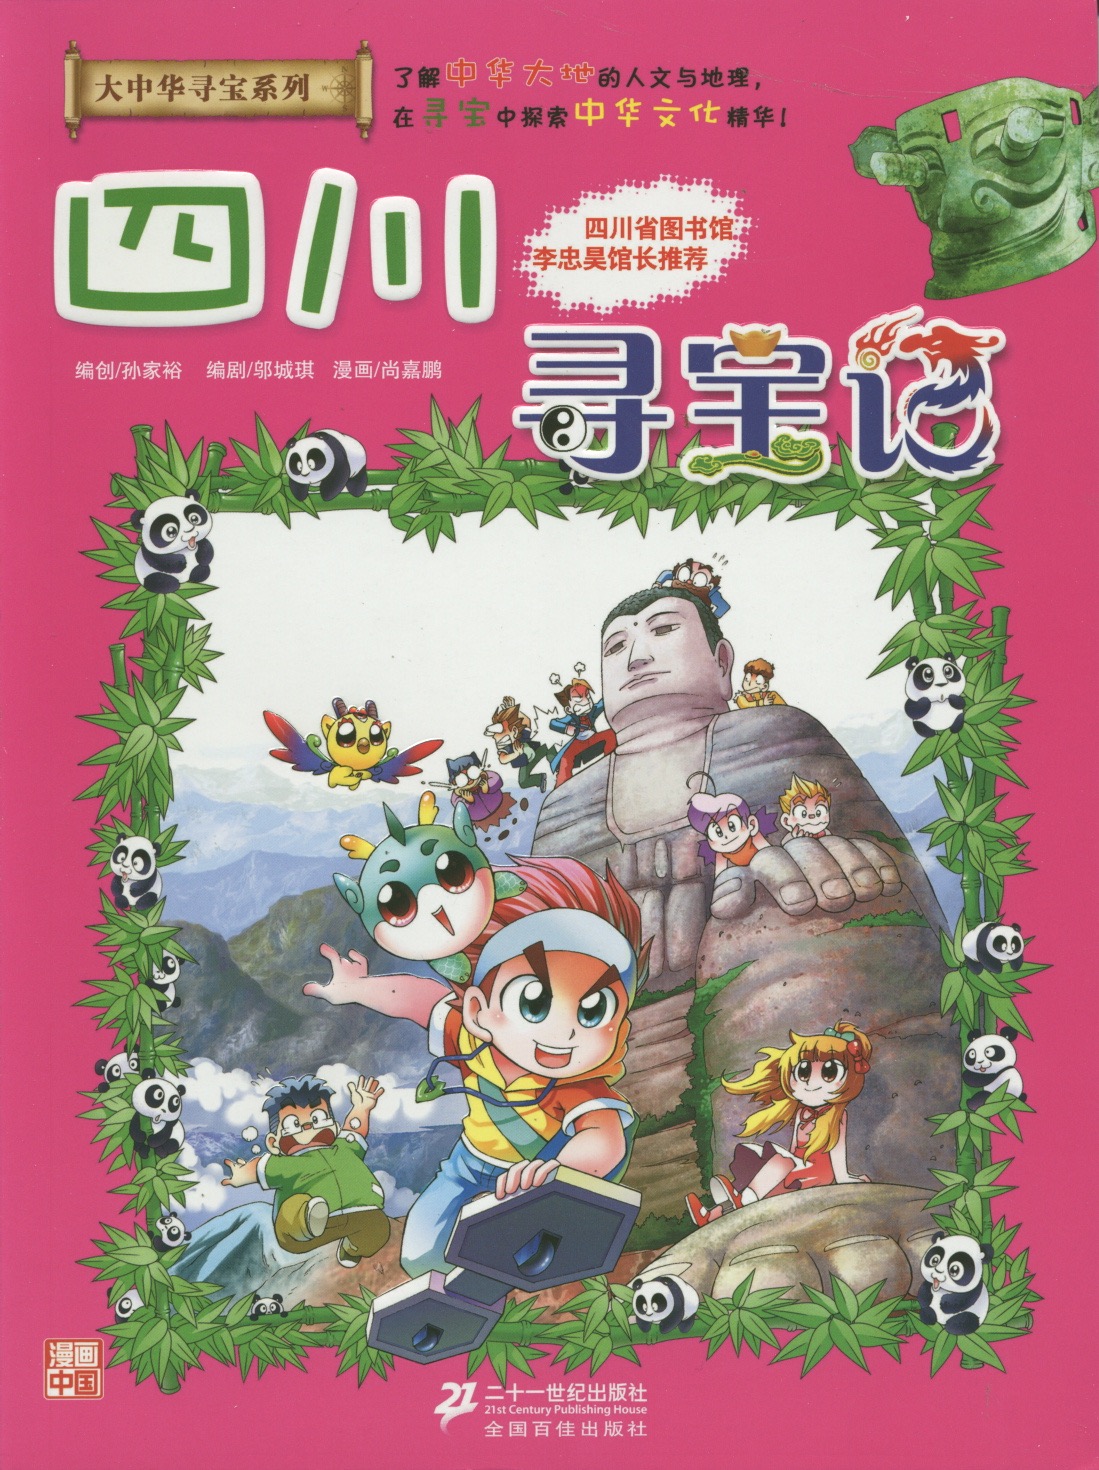 大中华寻宝系列
了解中华大地的人文与地理，
在寻宝中探索中华文化精华！
四川
四川省图书馆
李忠昊馆长推荐
寻宝记
编创/孙家裕 编剧/邬城琪 漫画/尚嘉鹏
漫画
中国
21 二十一世纪出版社
21st Century Publishing House
全国百佳出版社